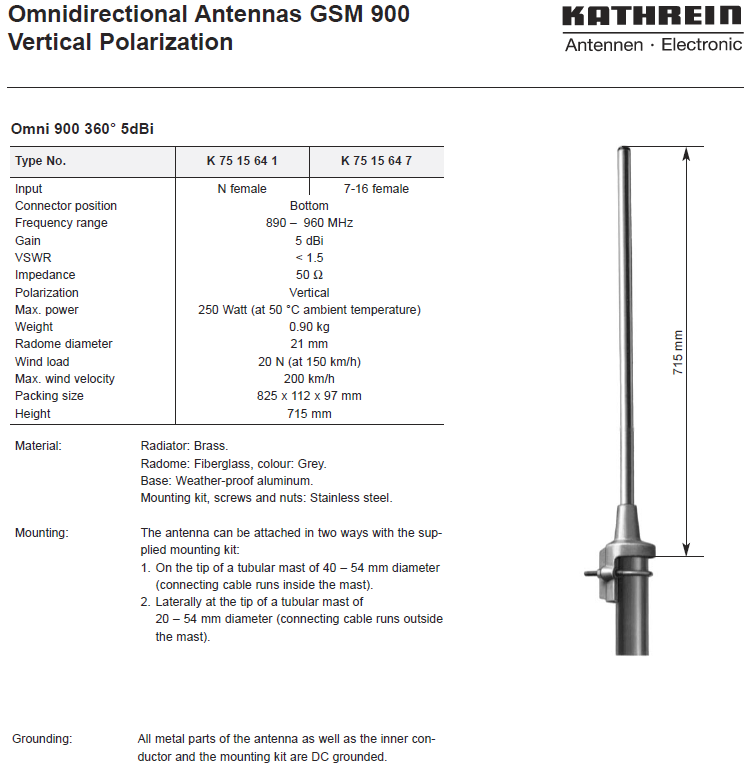 Omnidirectional Antennas GSM 900
Vertical Polarization
KATHREIN
Antennen · Electronic
Omni 900 360° 5dBi
Type No. K 75 15 64 1 K 75 15 64 7
Input N female 7-16 female
Connector position Bottom
Frequency range 890 – 960 MHz
Gain 5 dBi
VSWR < 1.5
Impedance 50 Ω
Polarization Vertical
Max. power 250 Watt (at 50 °C ambient temperature)
Weight 0.90 kg
Radome diameter 21 mm
Wind load 20 N (at 150 km/h)
Max. wind velocity 200 km/h
Packing size 825 x 112 x 97 mm
Height 715 mm
715 mm
Material: Radiator: Brass.
Radome: Fiberglass, colour: Grey.
Base: Weather-proof aluminum.
Mounting kit, screws and nuts: Stainless steel.
Mounting: The antenna can be attached in two ways with the sup-
plied mounting kit:
1. On the tip of a tubular mast of 40 – 54 mm diameter
(connecting cable runs inside the mast).
2. Laterally at the tip of a tubular mast of
20 – 54 mm diameter (connecting cable runs outside
the mast).
Grounding: All metal parts of the antenna as well as the inner con-
ductor and the mounting kit are DC grounded.